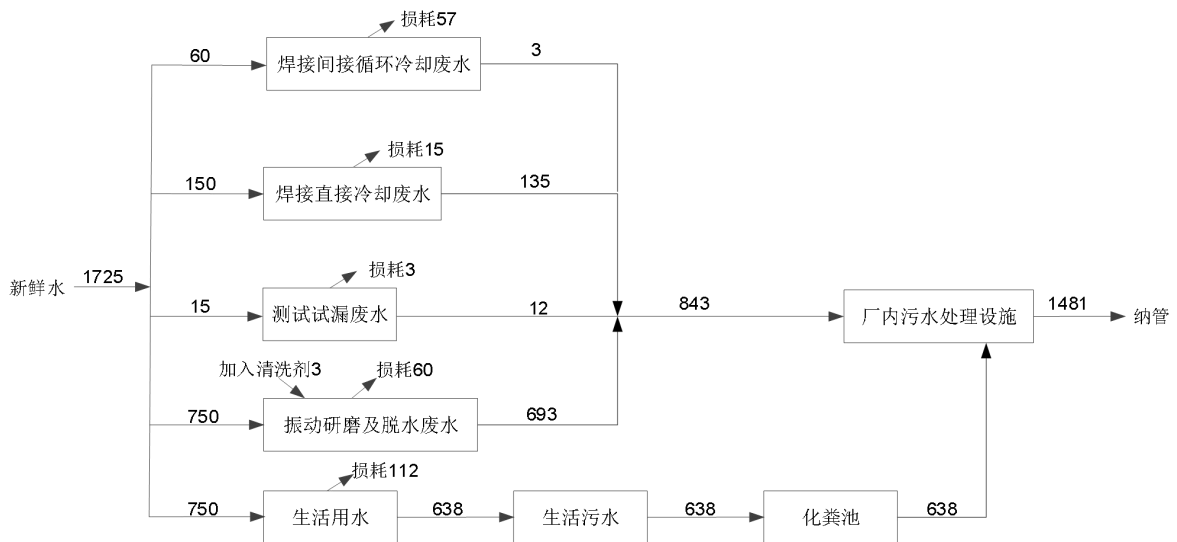 损耗57
60
焊接间接循环冷却废水
3
损耗15
150
焊接直接冷却废水
135
新鲜水
1725
损耗3
15
测试试漏废水
12
843
厂内污水处理设施
1481
纳管
加入清洗剂3
损耗60
750
振动研磨及脱水废水
693
损耗112
750
生活用水
638
生活污水
638
化粪池
638